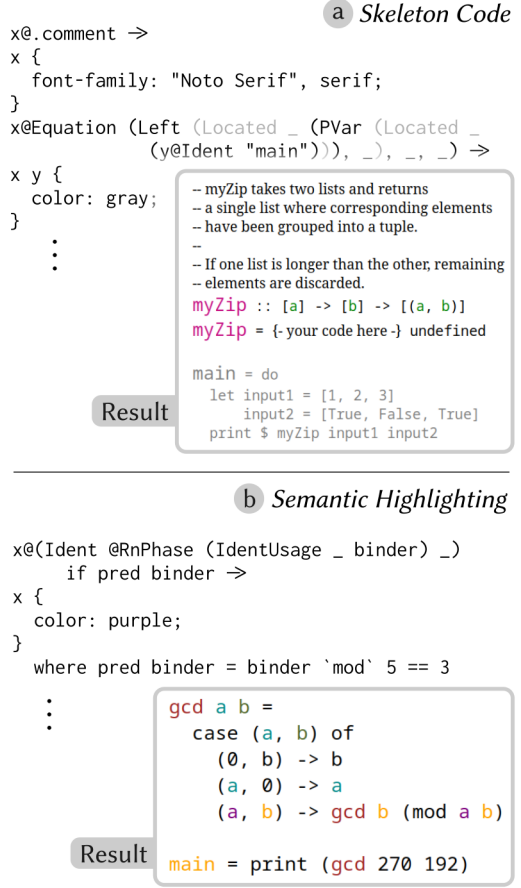 a Skeleton Code
x@.comment ->
x {
  font-family: "Noto Serif", serif;
}
x@Equation (Left (Located _ (PVar (Located _
            (y@Ident "main"))), _), _, _) ->
x y {
  color: gray;
}
⋮
-- myZip takes two lists and returns
-- a single list where corresponding elements
-- have been grouped into a tuple.
--
-- If one list is longer than the other, remaining
-- elements are discarded.
myZip :: [a] -> [b] -> [(a, b)]
myZip = {- your code here -} undefined
main = do
  let input1 = [1, 2, 3]
      input2 = [True, False, True]
  print $ myZip input1 input2
Result
b Semantic Highlighting
x@(Ident @RnPhase (IdentUsage _ binder) _)
     if pred binder ->
x {
  color: purple;
}
  where pred binder = binder `mod` 5 == 3
⋮
gcd a b =
  case (a, b) of
    (0, b) -> b
    (a, 0) -> a
    (a, b) -> gcd b (mod a b)
main = print (gcd 270 192)
Result